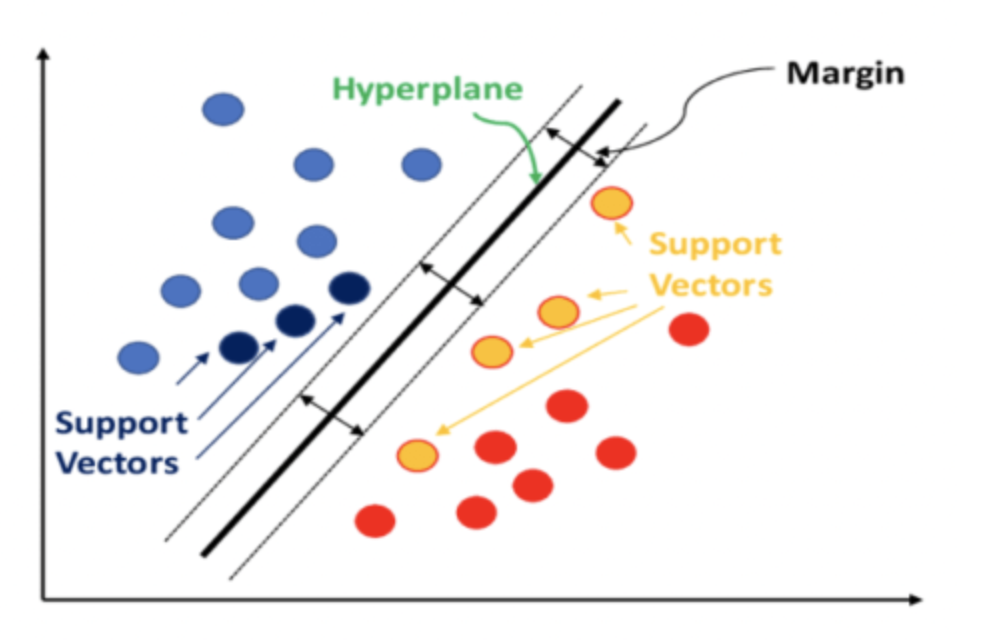 Hyperplane
Margin
Support
Vectors
Support
Vectors